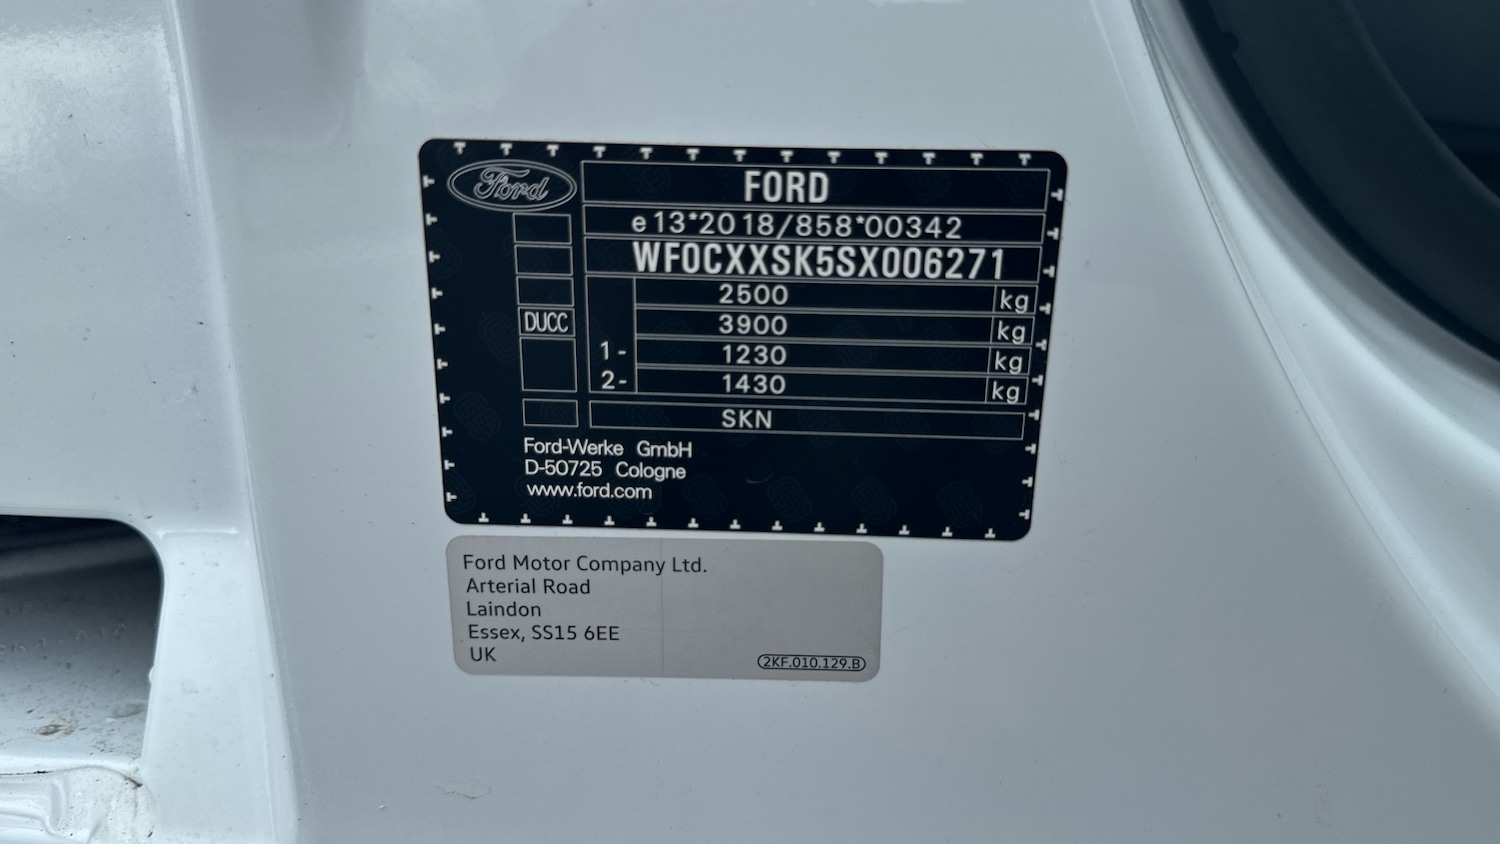 Ford
FORD
e13*2018/858*00342
WF0CXXSK5SX006271
2500 kg
DUCC 3900 kg
1- 1230 kg
2- 1430 kg
SKN
Ford-Werke GmbH
D-50725 Cologne
www.ford.com
Ford Motor Company Ltd.
Arterial Road
Laindon
Essex, SS15 6EE
UK
2KF.010.129.B